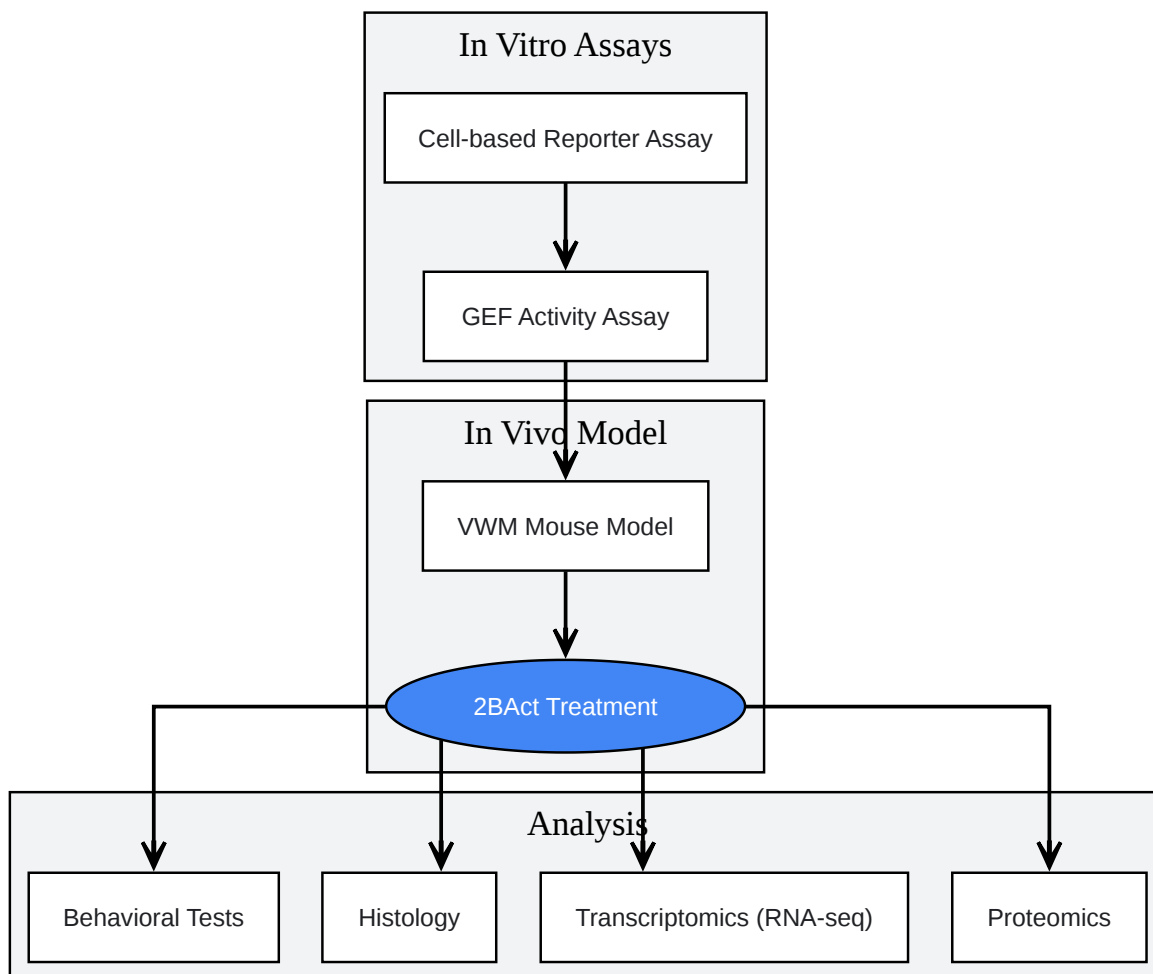 In Vitro Assays
Cell-based Reporter Assay
GEF Activity Assay
In Vivo Model
VWM Mouse Model
2BAct Treatment
Analysis
Behavioral Tests
Histology
Transcriptomics (RNA-seq)
Proteomics